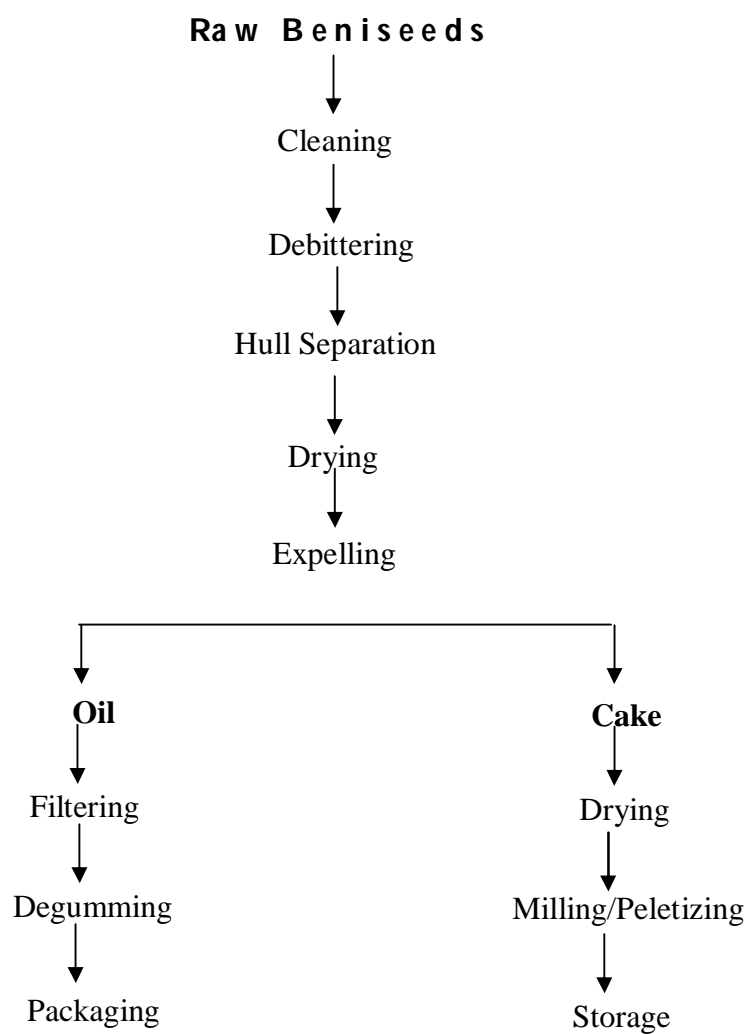 Raw Beniseeds
Cleaning
Debittering
Hull Separation
Drying
Expelling
Oil
Cake
Filtering
Drying
Degumming
Milling/Peletizing
Packaging
Storage